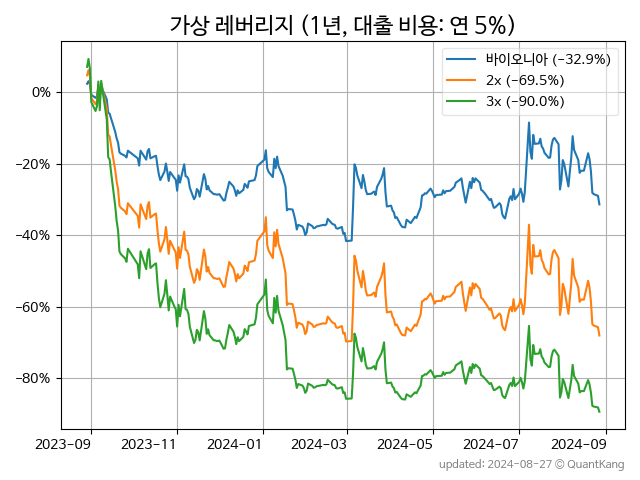 가상 레버리지 (1년, 대출 비용: 연 5%)
바이오니아 (−32.9%)
2x (−69.5%)
3x (−90.0%)
0%
−20%
−40%
−60%
−80%
2023-09 2023-11 2024-01 2024-03 2024-05 2024-07 2024-09
updated: 2024-08-27 © QuantKang